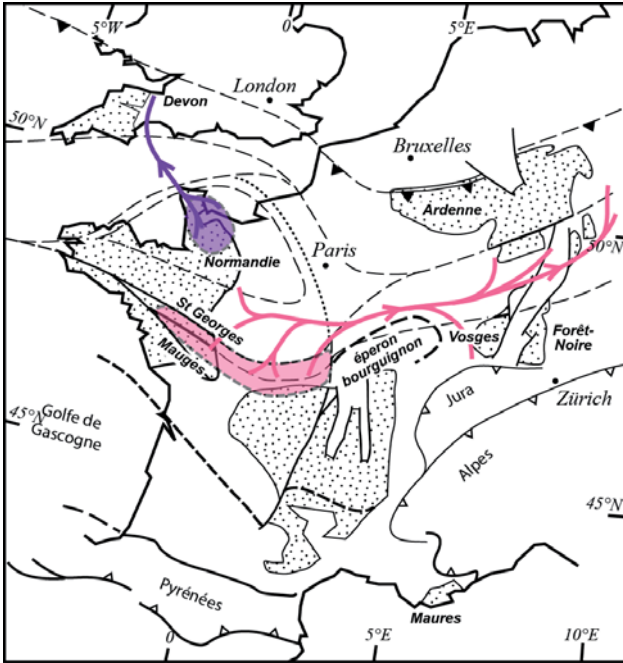 5°W
0
5°E
London
Devon
50°N
Bruxelles
Ardenne
Normandie
Paris
50°N
St Georges
Mauges
éperon
bourguignon
Vosges
Forêt-
Noire
Zürich
Jura
Alpes
45°N
Golfe de
Gascogne
45°N
Pyrénées
Maures
0
5°E
10°E